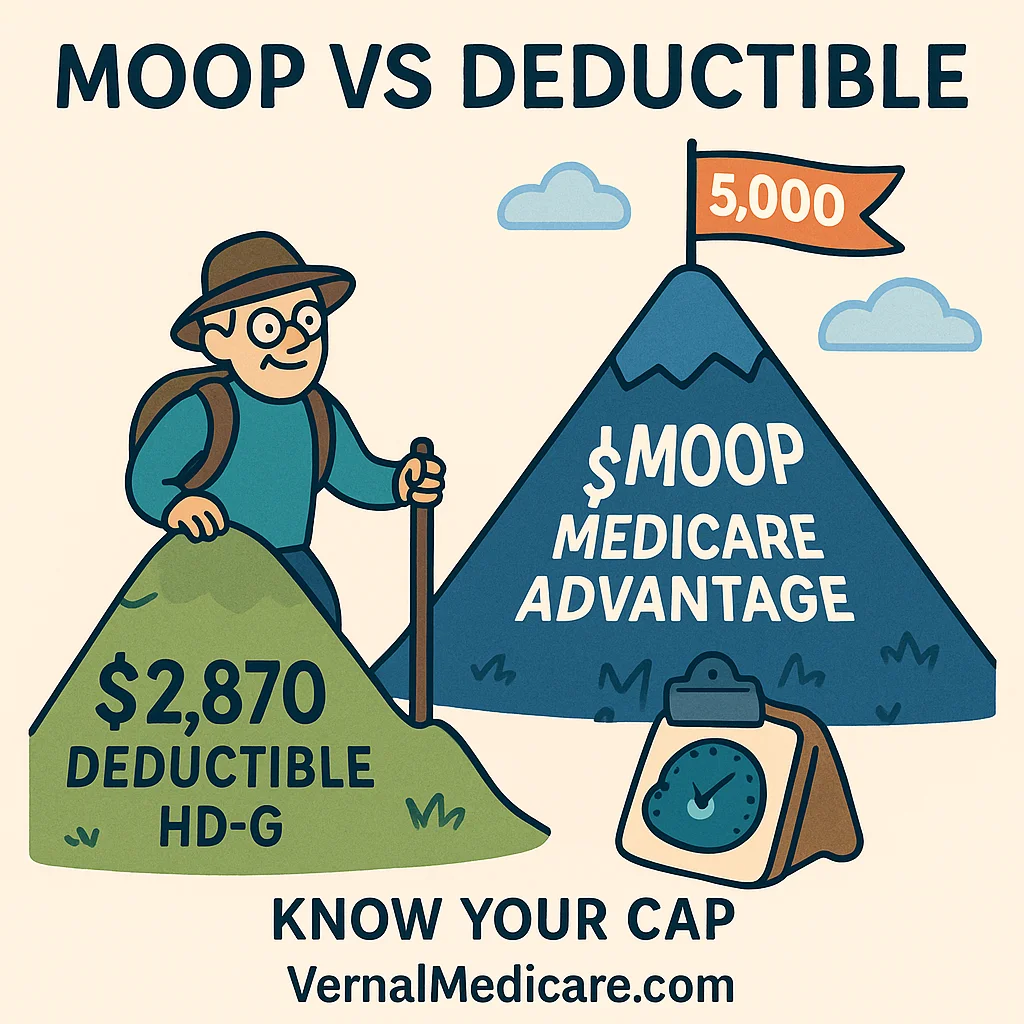 MOOP VS DEDUCTIBLE
5,000
$MOOP
MEDICARE
ADVANTAGE
$2,870
DEDUCTIBLE
HD-G
KNOW YOUR CAP
VernalMedicare.com